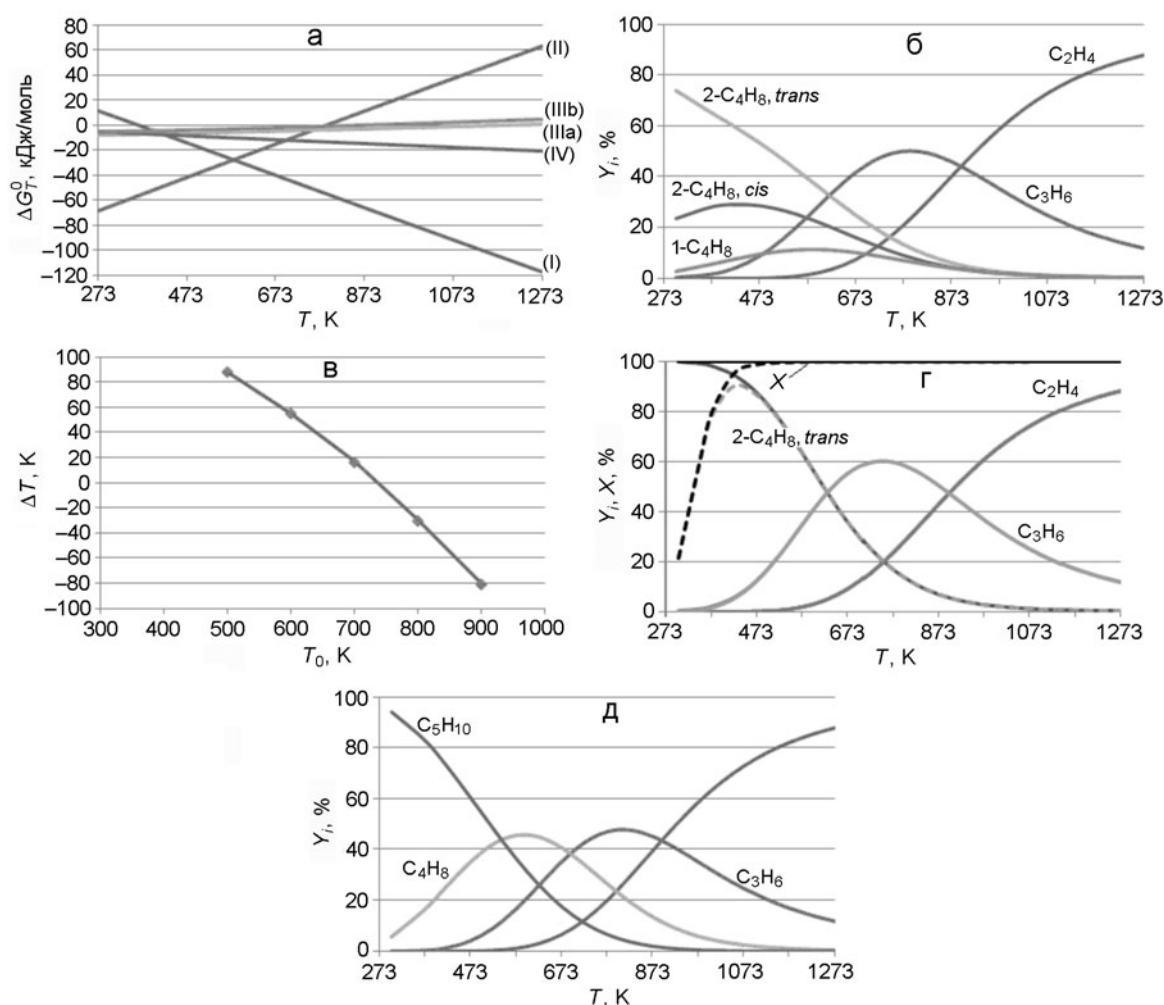 а
80
60
40
20
0
–20
–40
–60
–80
–100
–120
ΔG⁰_T, кДж/моль
(II)
(IIIb)
(IIIa)
(IV)
(I)
273 473 673 873 1073 1273
T, K
б
100
80
60
40
20
0
Y_i, %
2-C₄H₈, trans
2-C₄H₈, cis
1-C₄H₈
C₂H₄
C₃H₆
273 473 673 873 1073 1273
T, K
в
100
80
60
40
20
0
–20
–40
–60
–80
–100
ΔT, K
300 400 500 600 700 800 900 1000
T₀, K
г
100
80
60
40
20
0
Y_i, X, %
X
C₂H₄
2-C₄H₈, trans
C₃H₆
273 473 673 873 1073 1273
T, K
д
100
80
60
40
20
0
Y_i, %
C₅H₁₀
C₄H₈
C₃H₆
273 473 673 873 1073 1273
T, K